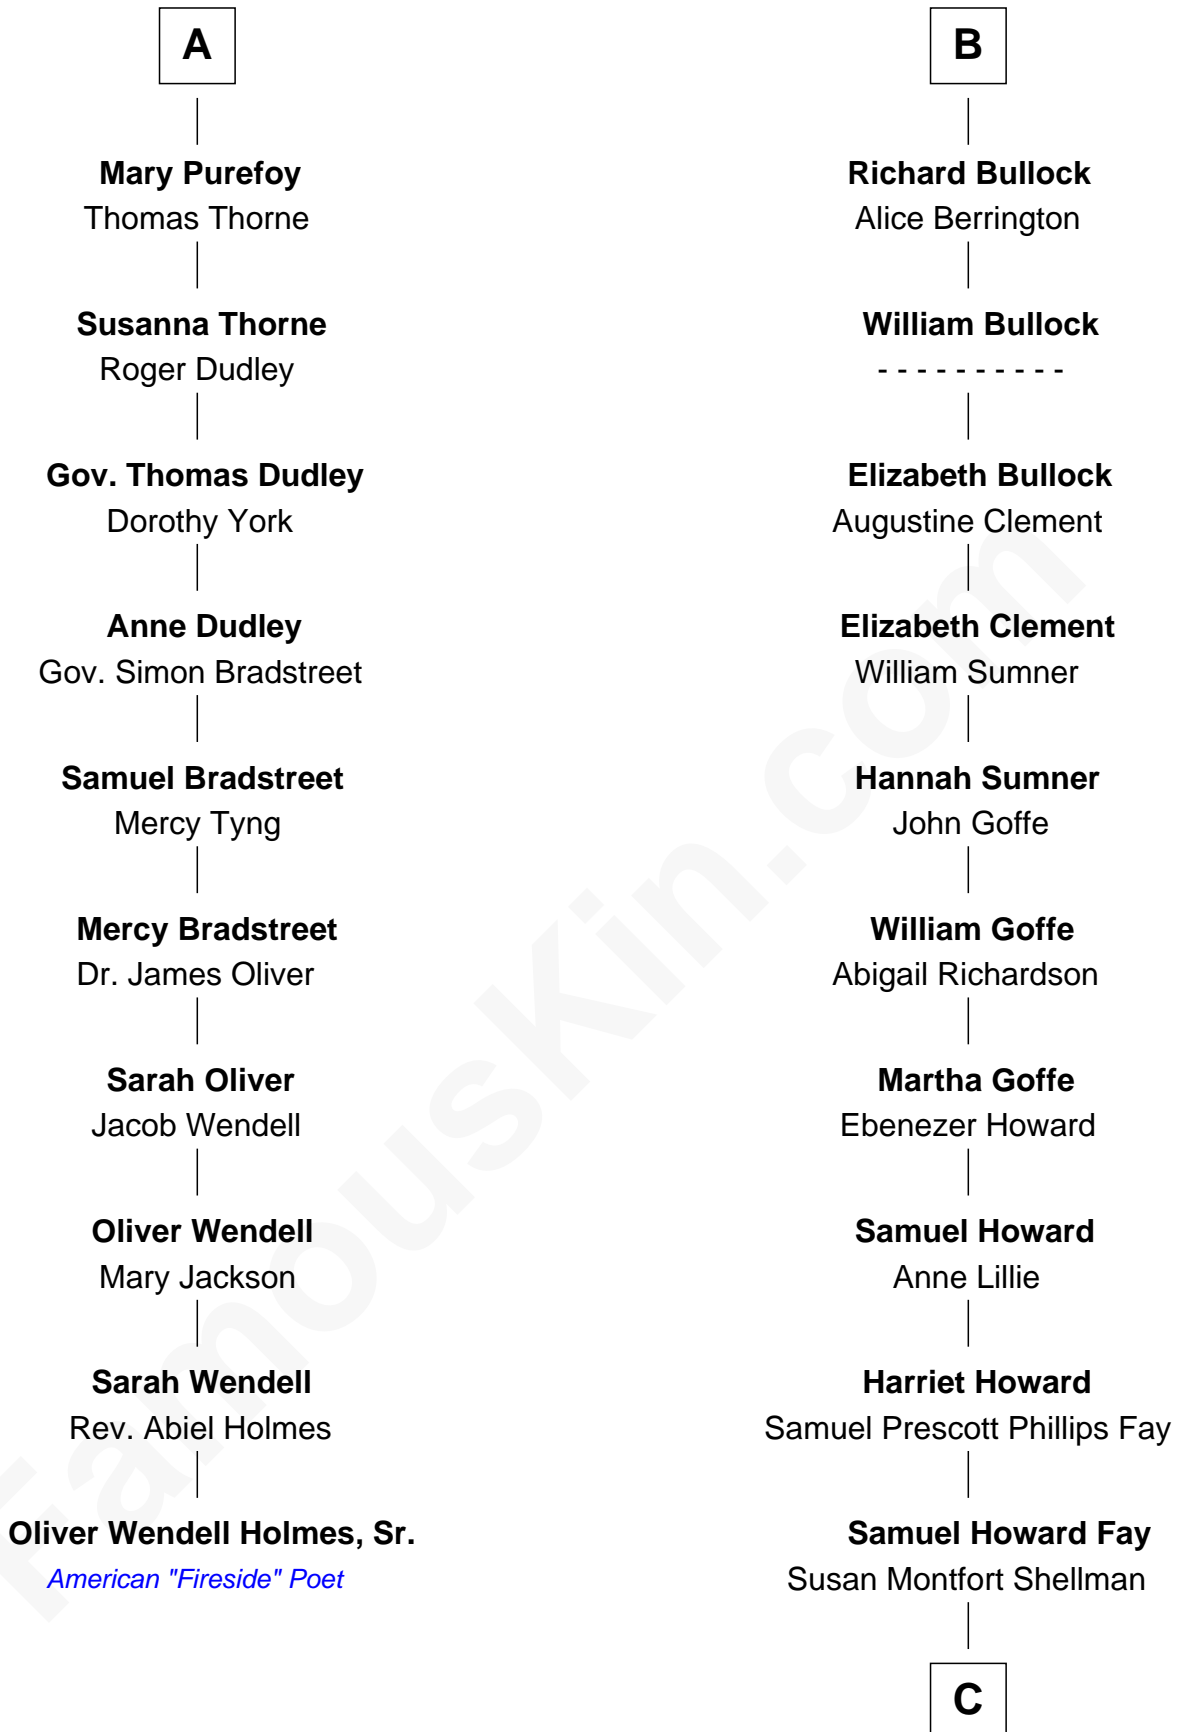 A
Mary Purefoy
Thomas Thorne
Susanna Thorne
Roger Dudley
Gov. Thomas Dudley
Dorothy York
Anne Dudley
Gov. Simon Bradstreet
Samuel Bradstreet
Mercy Tyng
Mercy Bradstreet
Dr. James Oliver
Sarah Oliver
Jacob Wendell
Oliver Wendell
Mary Jackson
Sarah Wendell
Rev. Abiel Holmes
Oliver Wendell Holmes, Sr.
American "Fireside" Poet
B
Richard Bullock
Alice Berrington
William Bullock
- - - - - - - - - -
Elizabeth Bullock
Augustine Clement
Elizabeth Clement
William Sumner
Hannah Sumner
John Goffe
William Goffe
Abigail Richardson
Martha Goffe
Ebenezer Howard
Samuel Howard
Anne Lillie
Harriet Howard
Samuel Prescott Phillips Fay
Samuel Howard Fay
Susan Montfort Shellman
C
FamousKin.com